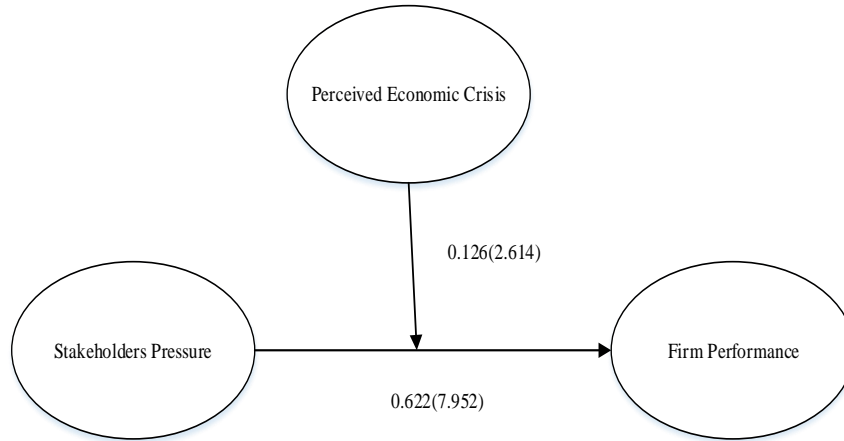 Perceived Economic Crisis
0.126(2.614)
Stakeholders Pressure
Firm Performance
0.622(7.952)